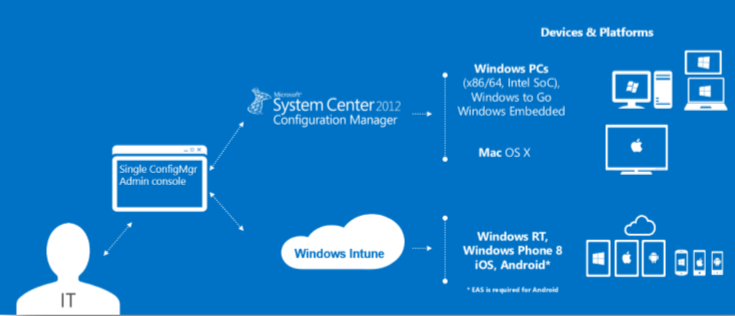 Devices & Platforms
Microsoft
System Center 2012
Configuration Manager
Windows PCs
(x86/64, Intel SoC),
Windows to Go
Windows Embedded
Mac OS X
Single ConfigMgr
Admin console
Windows Intune
Windows RT,
Windows Phone 8
iOS, Android*
* EAS is required for Android
IT